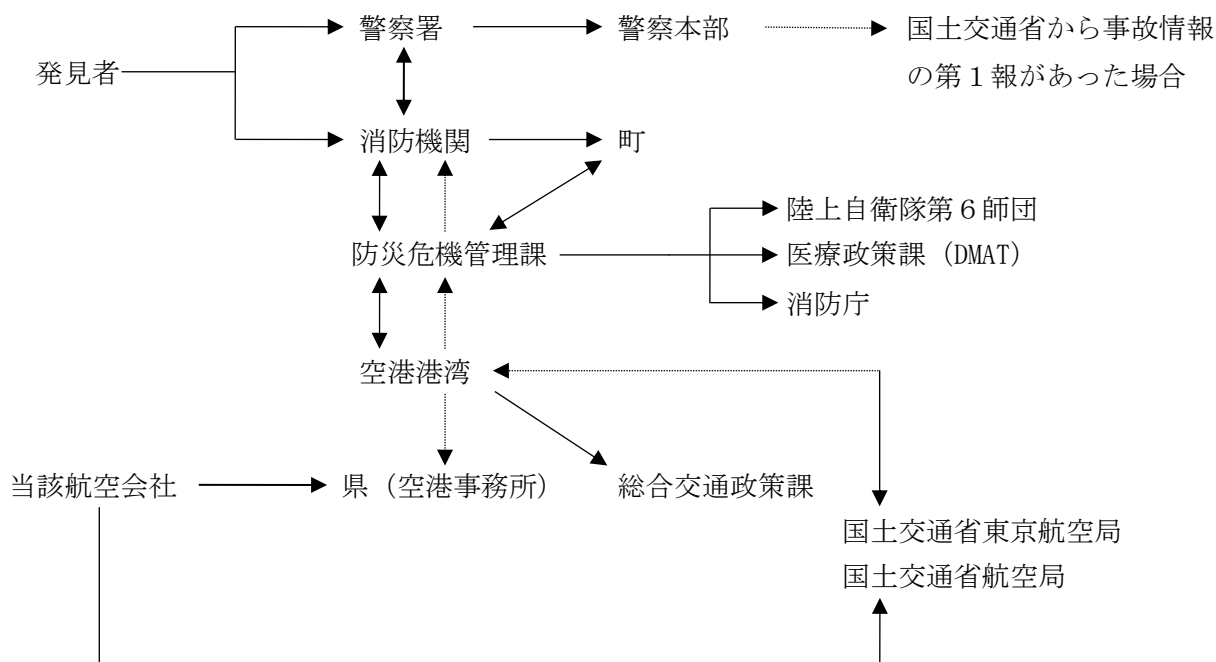 警察署
警察本部
国土交通省から事故情報
の第１報があった場合
発見者
消防機関
町
陸上自衛隊第６師団
防災危機管理課
医療政策課（DMAT）
消防庁
空港港湾
当該航空会社
県（空港事務所）
総合交通政策課
国土交通省東京航空局
国土交通省航空局